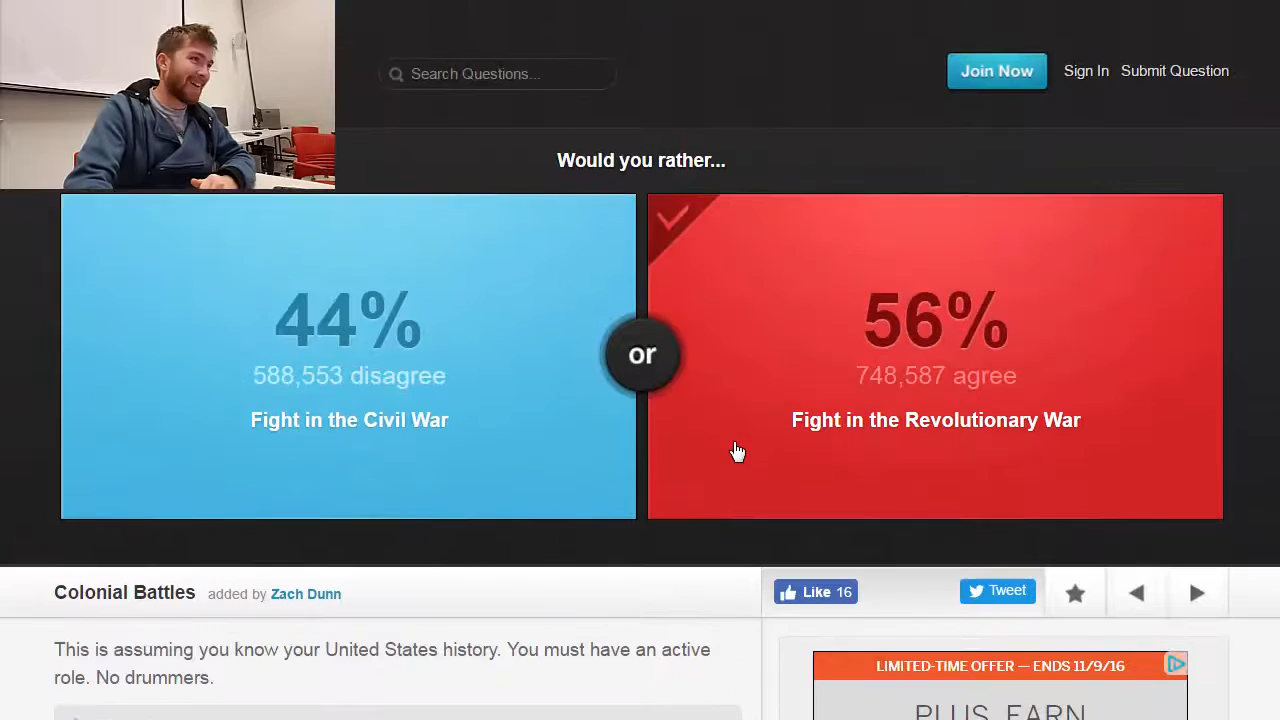 Search Questions...
Join Now
Sign In
Submit Question
Would you rather...
44%
588,553 disagree
Fight in the Civil War
or
56%
748,587 agree
Fight in the Revolutionary War
Colonial Battles added by Zach Dunn
Like 16
Tweet
This is assuming you know your United States history. You must have an active
role. No drummers.
LIMITED-TIME OFFER — ENDS 11/9/16
PLUS, EARN